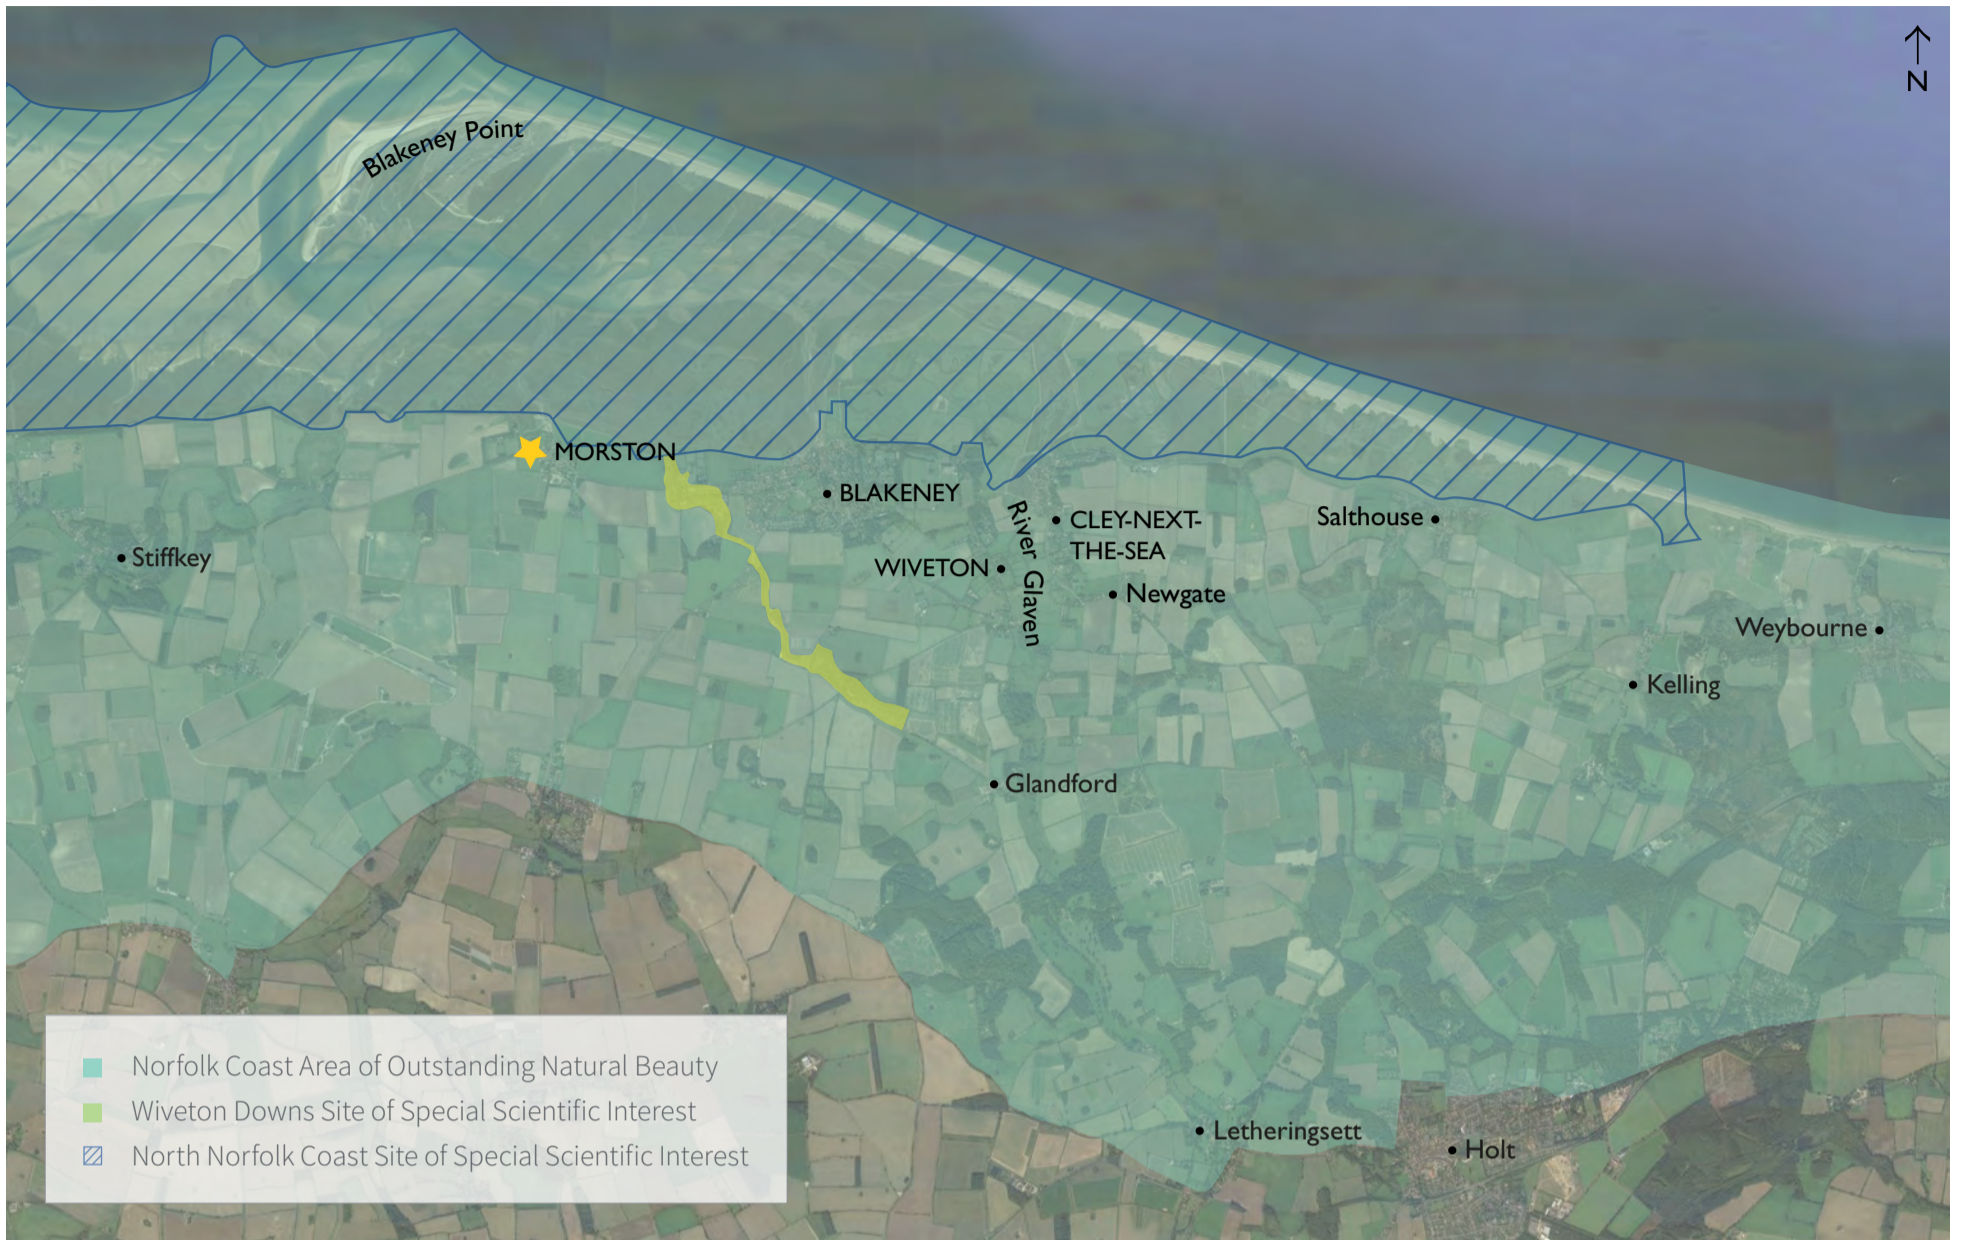 N
Blakeney Point
MORSTON
BLAKENEY
River Glaven
CLEY-NEXT-
THE-SEA
Salthouse
Stiffkey
WIVETON
Newgate
Weybourne
Kelling
Glandford
Norfolk Coast Area of Outstanding Natural Beauty
Wiveton Downs Site of Special Scientific Interest
North Norfolk Coast Site of Special Scientific Interest
Letheringsett
Holt